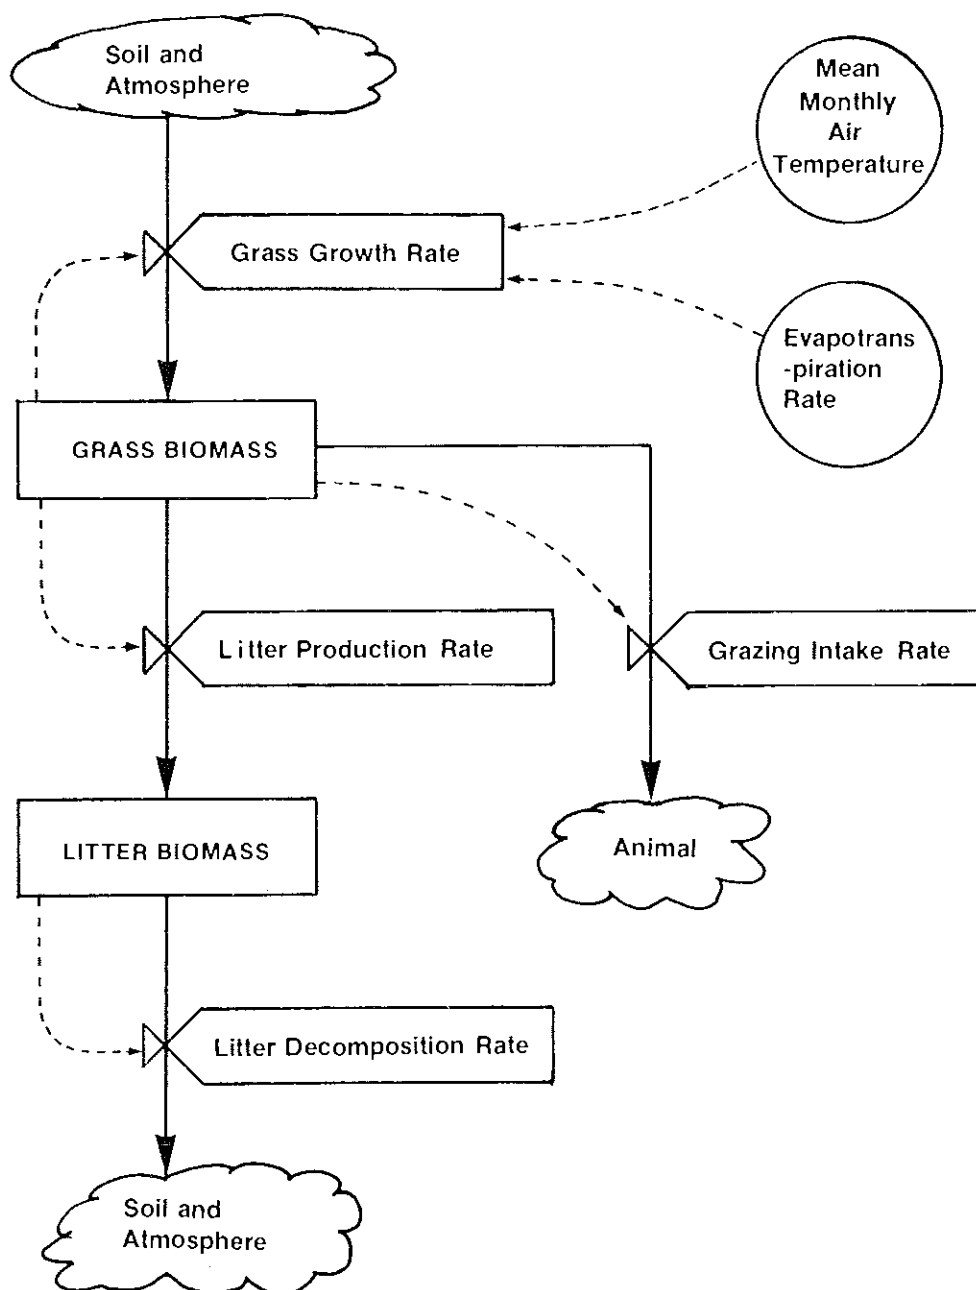 Soil and
Atmosphere
Mean
Monthly
Air
Temperature
Grass Growth Rate
Evapotrans
-piration
Rate
GRASS BIOMASS
Litter Production Rate
Grazing Intake Rate
LITTER BIOMASS
Animal
Litter Decomposition Rate
Soil and
Atmosphere